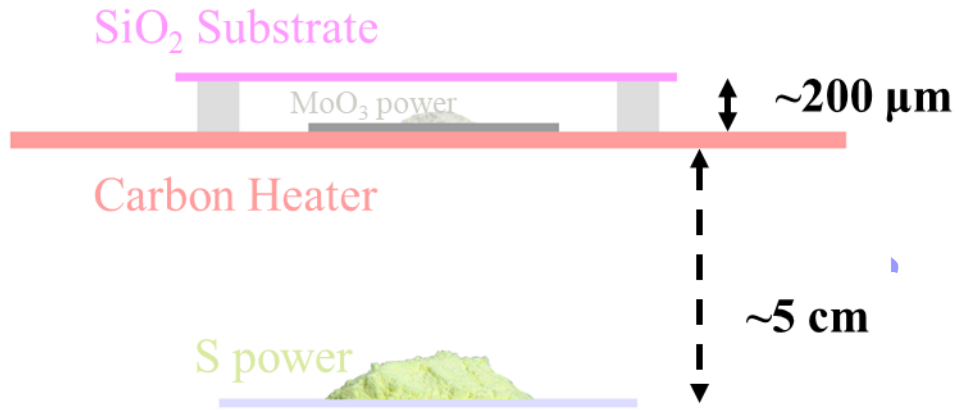 SiO₂ Substrate
MoO₃ power
~200 μm
Carbon Heater
~5 cm
S power